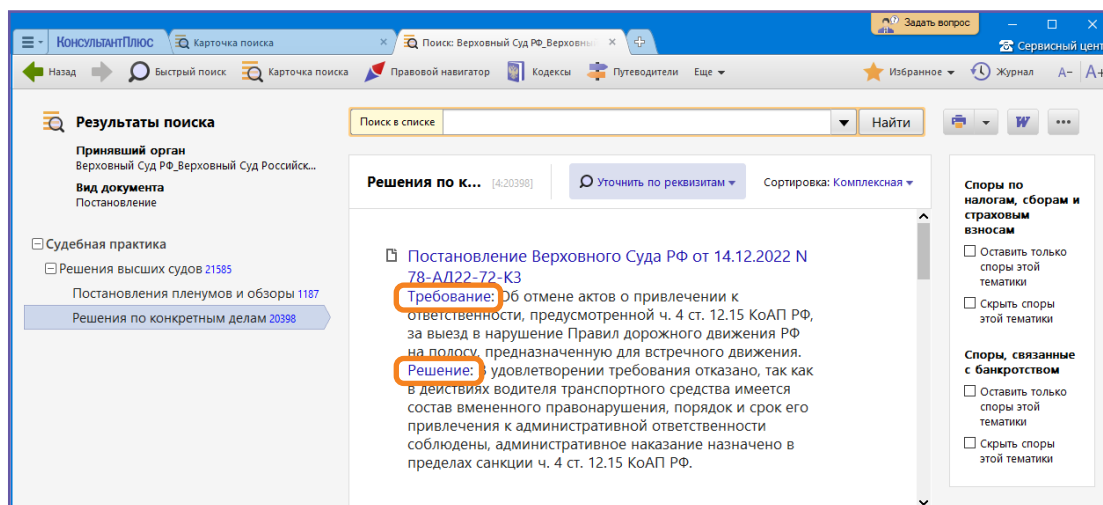 Задать вопрос
КонсультантПлюс
Карточка поиска
Поиск: Верховный Суд РФ_Верховны
Сервисный цент
Назад
Быстрый поиск
Карточка поиска
Правовой навигатор
Кодексы
Путеводители
Еще
Избранное
Журнал
A-
A+
Результаты поиска
Принявший орган
Верховный Суд РФ_Верховный Суд Российск...
Вид документа
Постановление
Судебная практика
Решения высших судов 21585
Постановления пленумов и обзоры 1187
Решения по конкретным делам 20398
Поиск в списке
Найти
W
...
Решения по к... [4:20398]
Уточнить по реквизитам
Сортировка: Комплексная
Постановление Верховного Суда РФ от 14.12.2022 N
78-АД22-72-К3
Требование: Об отмене актов о привлечении к
ответственности, предусмотренной ч. 4 ст. 12.15 КоАП РФ,
за выезд в нарушение Правил дорожного движения РФ
на полосу, предназначенную для встречного движения.
Решение: В удовлетворении требования отказано, так как
в действиях водителя транспортного средства имеется
состав вмененного правонарушения, порядок и срок его
привлечения к административной ответственности
соблюдены, административное наказание назначено в
пределах санкции ч. 4 ст. 12.15 КоАП РФ.
Споры по
налогам, сборам и
страховым
взносам
Оставить только
споры этой
тематики
Скрыть споры
этой тематики
Споры, связанные
с банкротством
Оставить только
споры этой
тематики
Скрыть споры
этой тематики